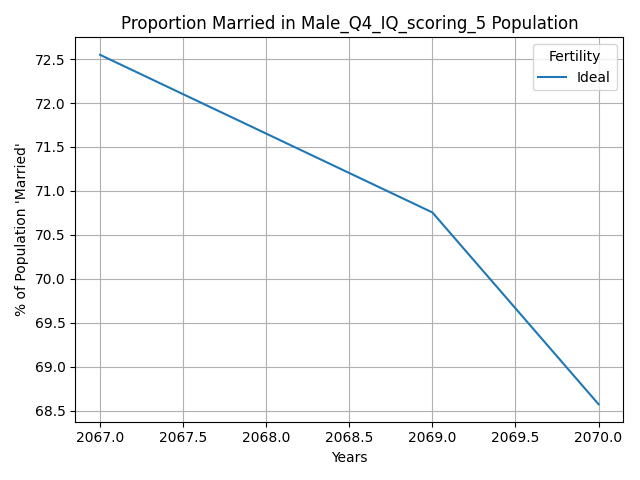 Proportion Married in Male_Q4_IQ_scoring_5 Population
Fertility
Ideal
% of Population 'Married'
72.5
72.0
71.5
71.0
70.5
70.0
69.5
69.0
68.5
2067.0 2067.5 2068.0 2068.5 2069.0 2069.5 2070.0
Years